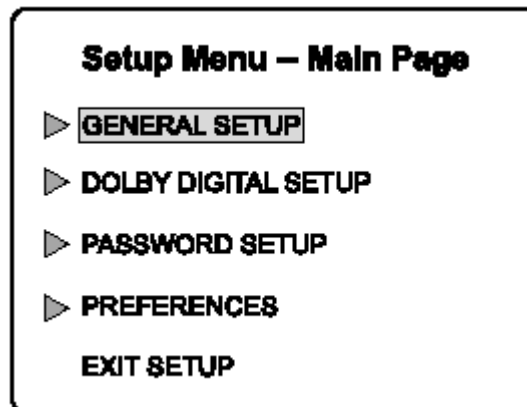 Setup Menu – Main Page
GENERAL SETUP
DOLBY DIGITAL SETUP
PASSWORD SETUP
PREFERENCES
EXIT SETUP